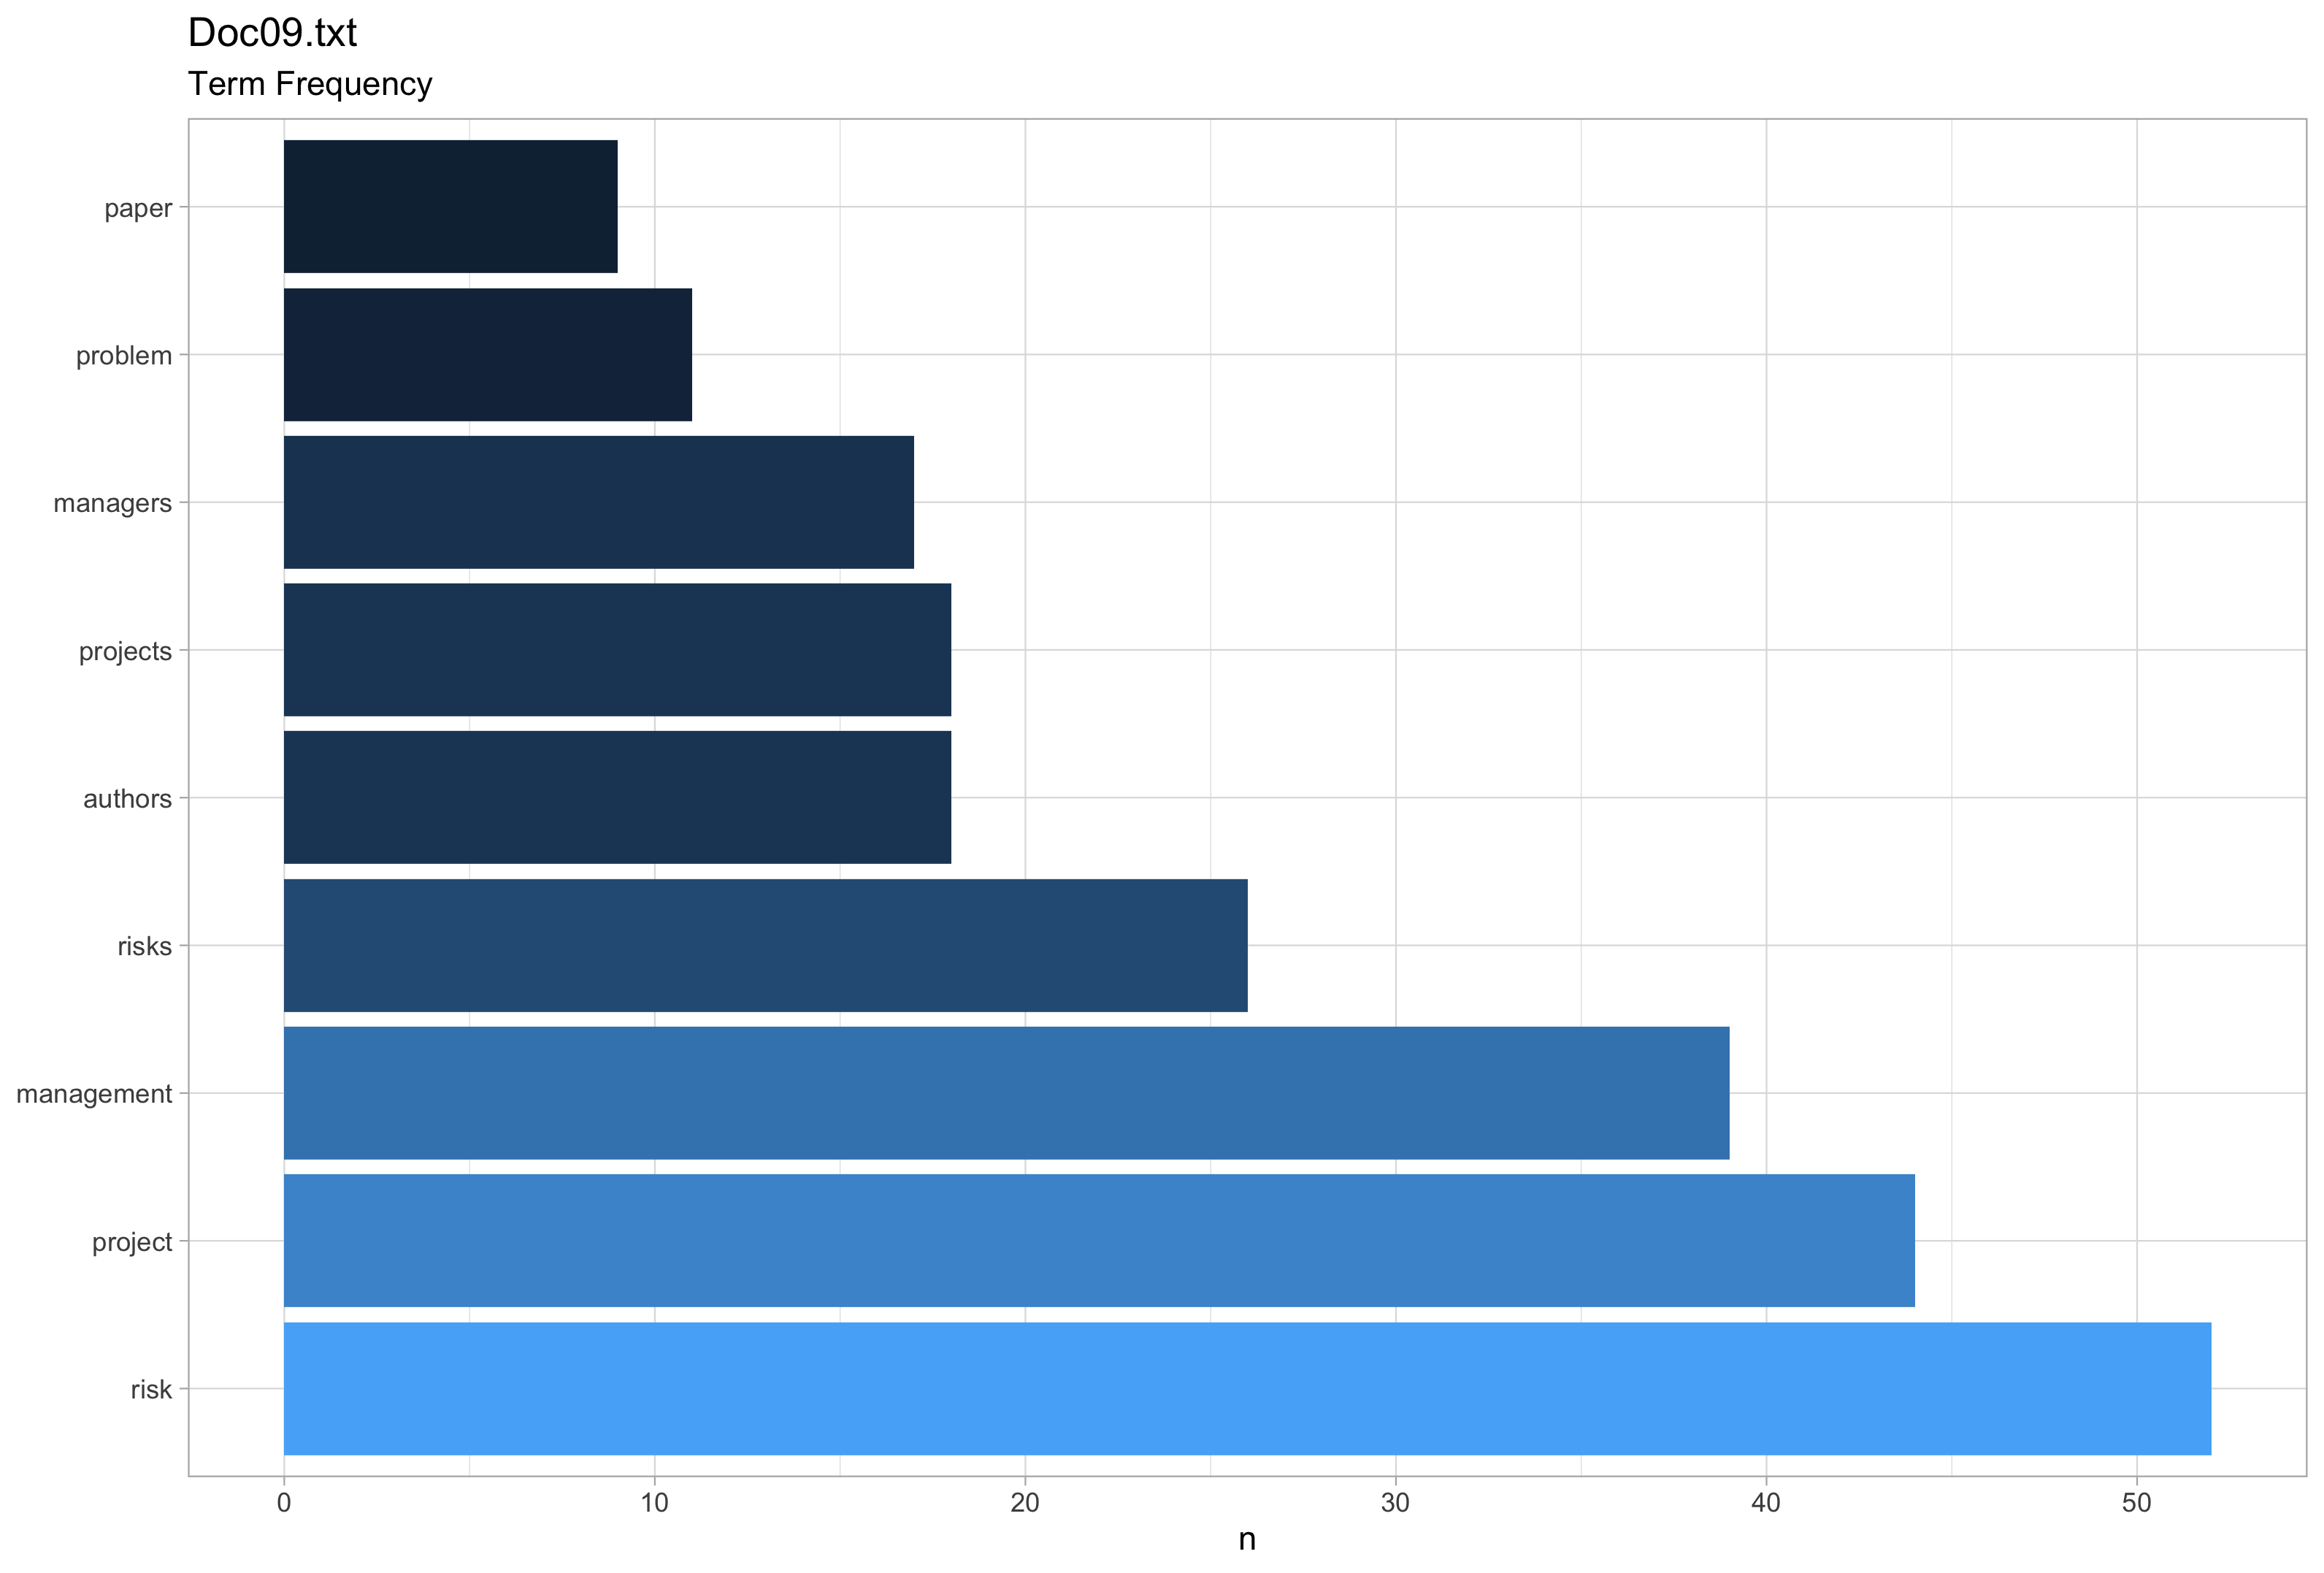 Doc09.txt
Term Frequency
paper
problem
managers
projects
authors
risks
management
project
risk
0 10 20 30 40 50
n